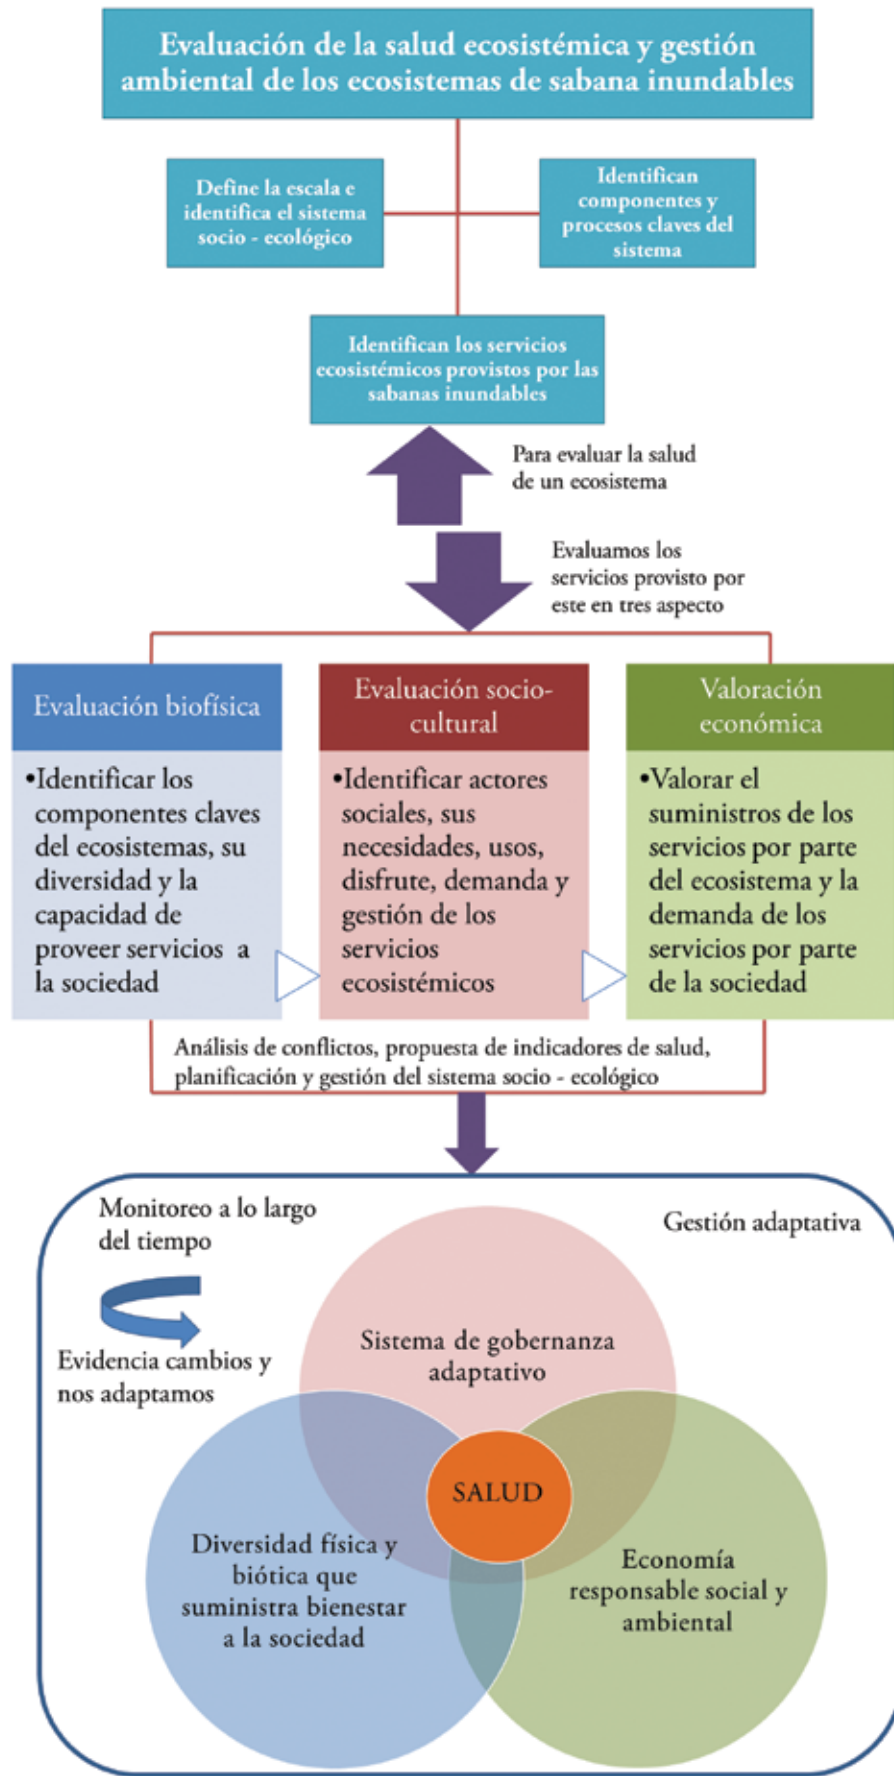 Evaluación de la salud ecosistémica y gestión
ambiental de los ecosistemas de sabana inundables
Define la escala e
identifica el sistema
socio - ecológico
Identifican
componentes y
procesos claves del
sistema
Identifican los servicios
ecosistémicos provistos por las
sabanas inundables
Para evaluar la salud
de un ecosistema
Evaluamos los
servicios provisto por
este en tres aspecto
Evaluación biofísica
•Identificar los
componentes claves
del ecosistemas, su
diversidad y la
capacidad de
proveer servicios a
la sociedad
Evaluación socio-
cultural
•Identificar actores
sociales, sus
necesidades, usos,
disfrute, demanda y
gestión de los
servicios
ecosistémicos
Valoración
económica
•Valorar el
suministros de los
servicios por parte
del ecosistema y la
demanda de los
servicios por parte
de la sociedad
Análisis de conflictos, propuesta de indicadores de salud,
planificación y gestión del sistema socio - ecológico
Monitoreo a lo largo
del tiempo
Gestión adaptativa
Evidencia cambios y
nos adaptamos
Sistema de gobernanza
adaptativo
SALUD
Diversidad física y
biótica que
suministra bienestar
a la sociedad
Economía
responsable social y
ambiental